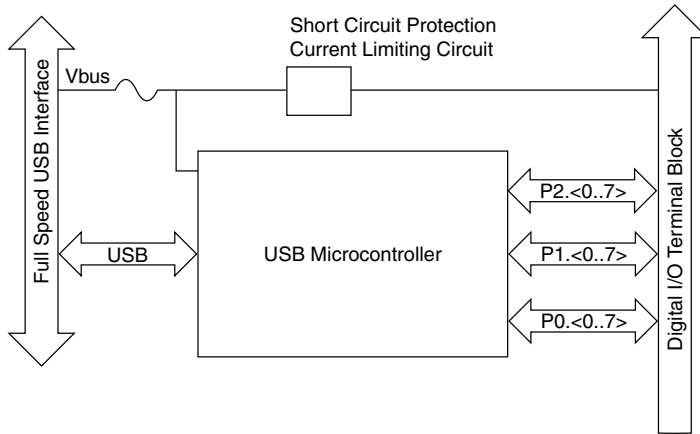 Short Circuit Protection
Current Limiting Circuit
Vbus
Full Speed USB Interface
USB
USB Microcontroller
P2.<0..7>
P1.<0..7>
P0.<0..7>
Digital I/O Terminal Block